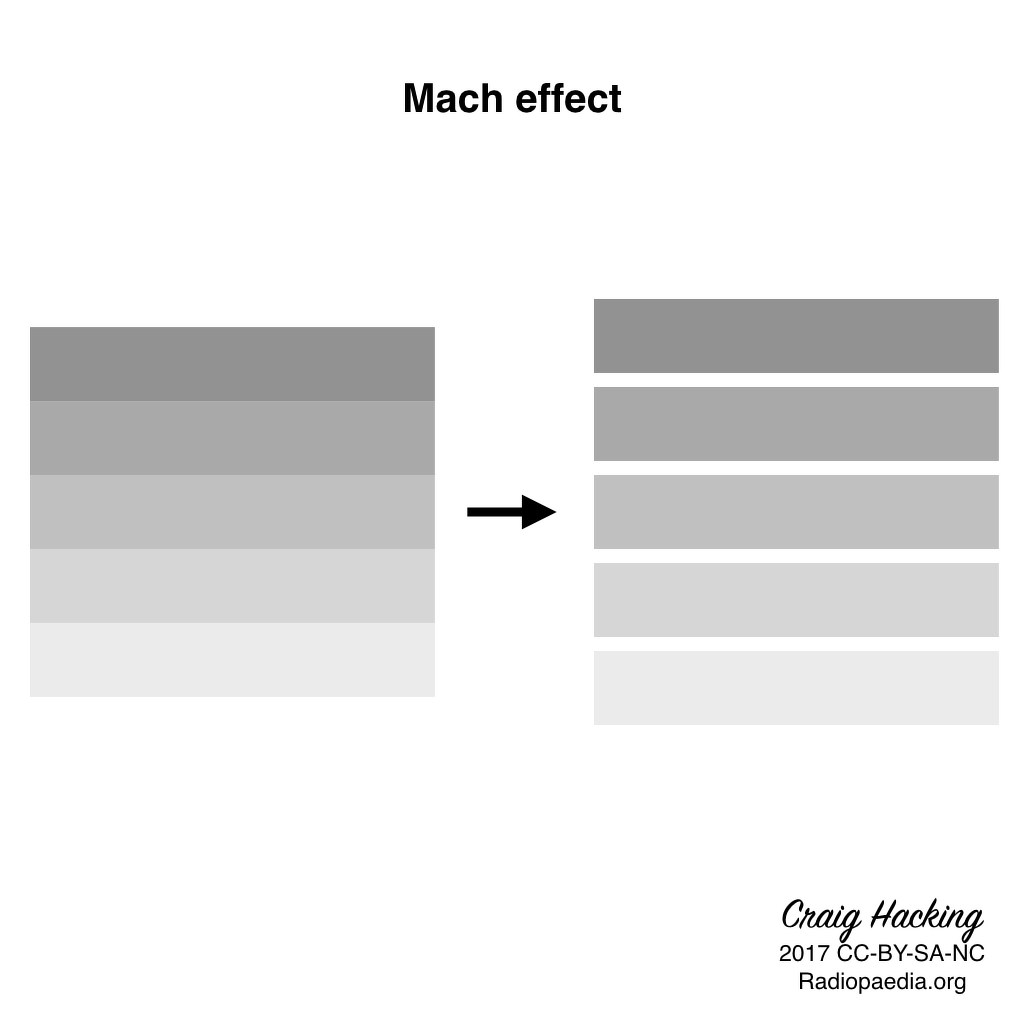 Mach effect
Craig Hacking
2017 CC-BY-SA-NC
Radiopaedia.org